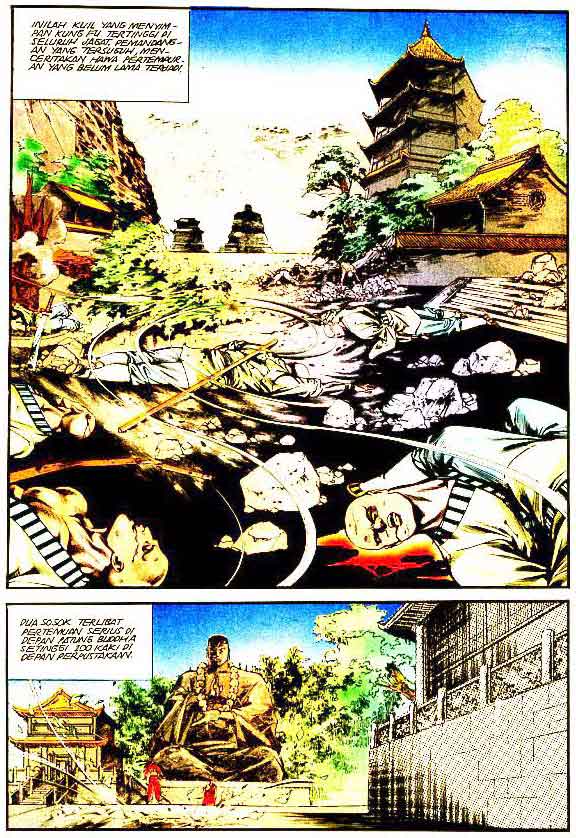 INILAH KUIL YANG MENYIM-
PAN KUNG FU TERTINGGI DI
SELURUH JAGAT, PEMANDANG-
AN YANG TERSUGUH, MEN-
CERITAKAN HAWA PERTEMPUR-
AN YANG BELUM LAMA TERJADI.
DUA SOSOK TERLIBAT
PERTEMUAN SERIUS DI
DEPAN PATUNG BUDDHA
SETINGGI 200 KAKI DI
DEPAN PERPUSTAKAAN.